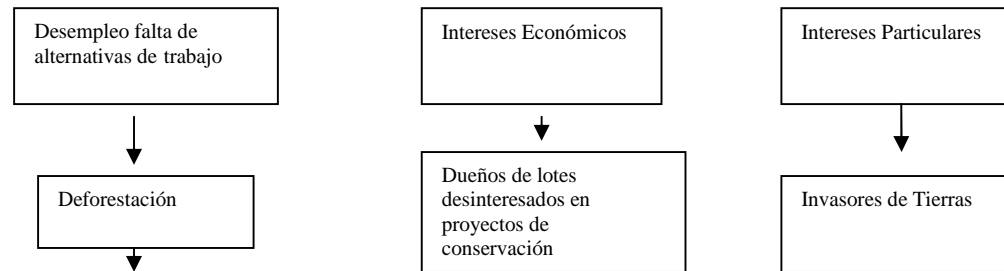 Desempleo falta de
alternativas de trabajo
Intereses Económicos
Intereses Particulares
Deforestación
Dueños de lotes
desinteresados en
proyectos de
conservación
Invasores de Tierras